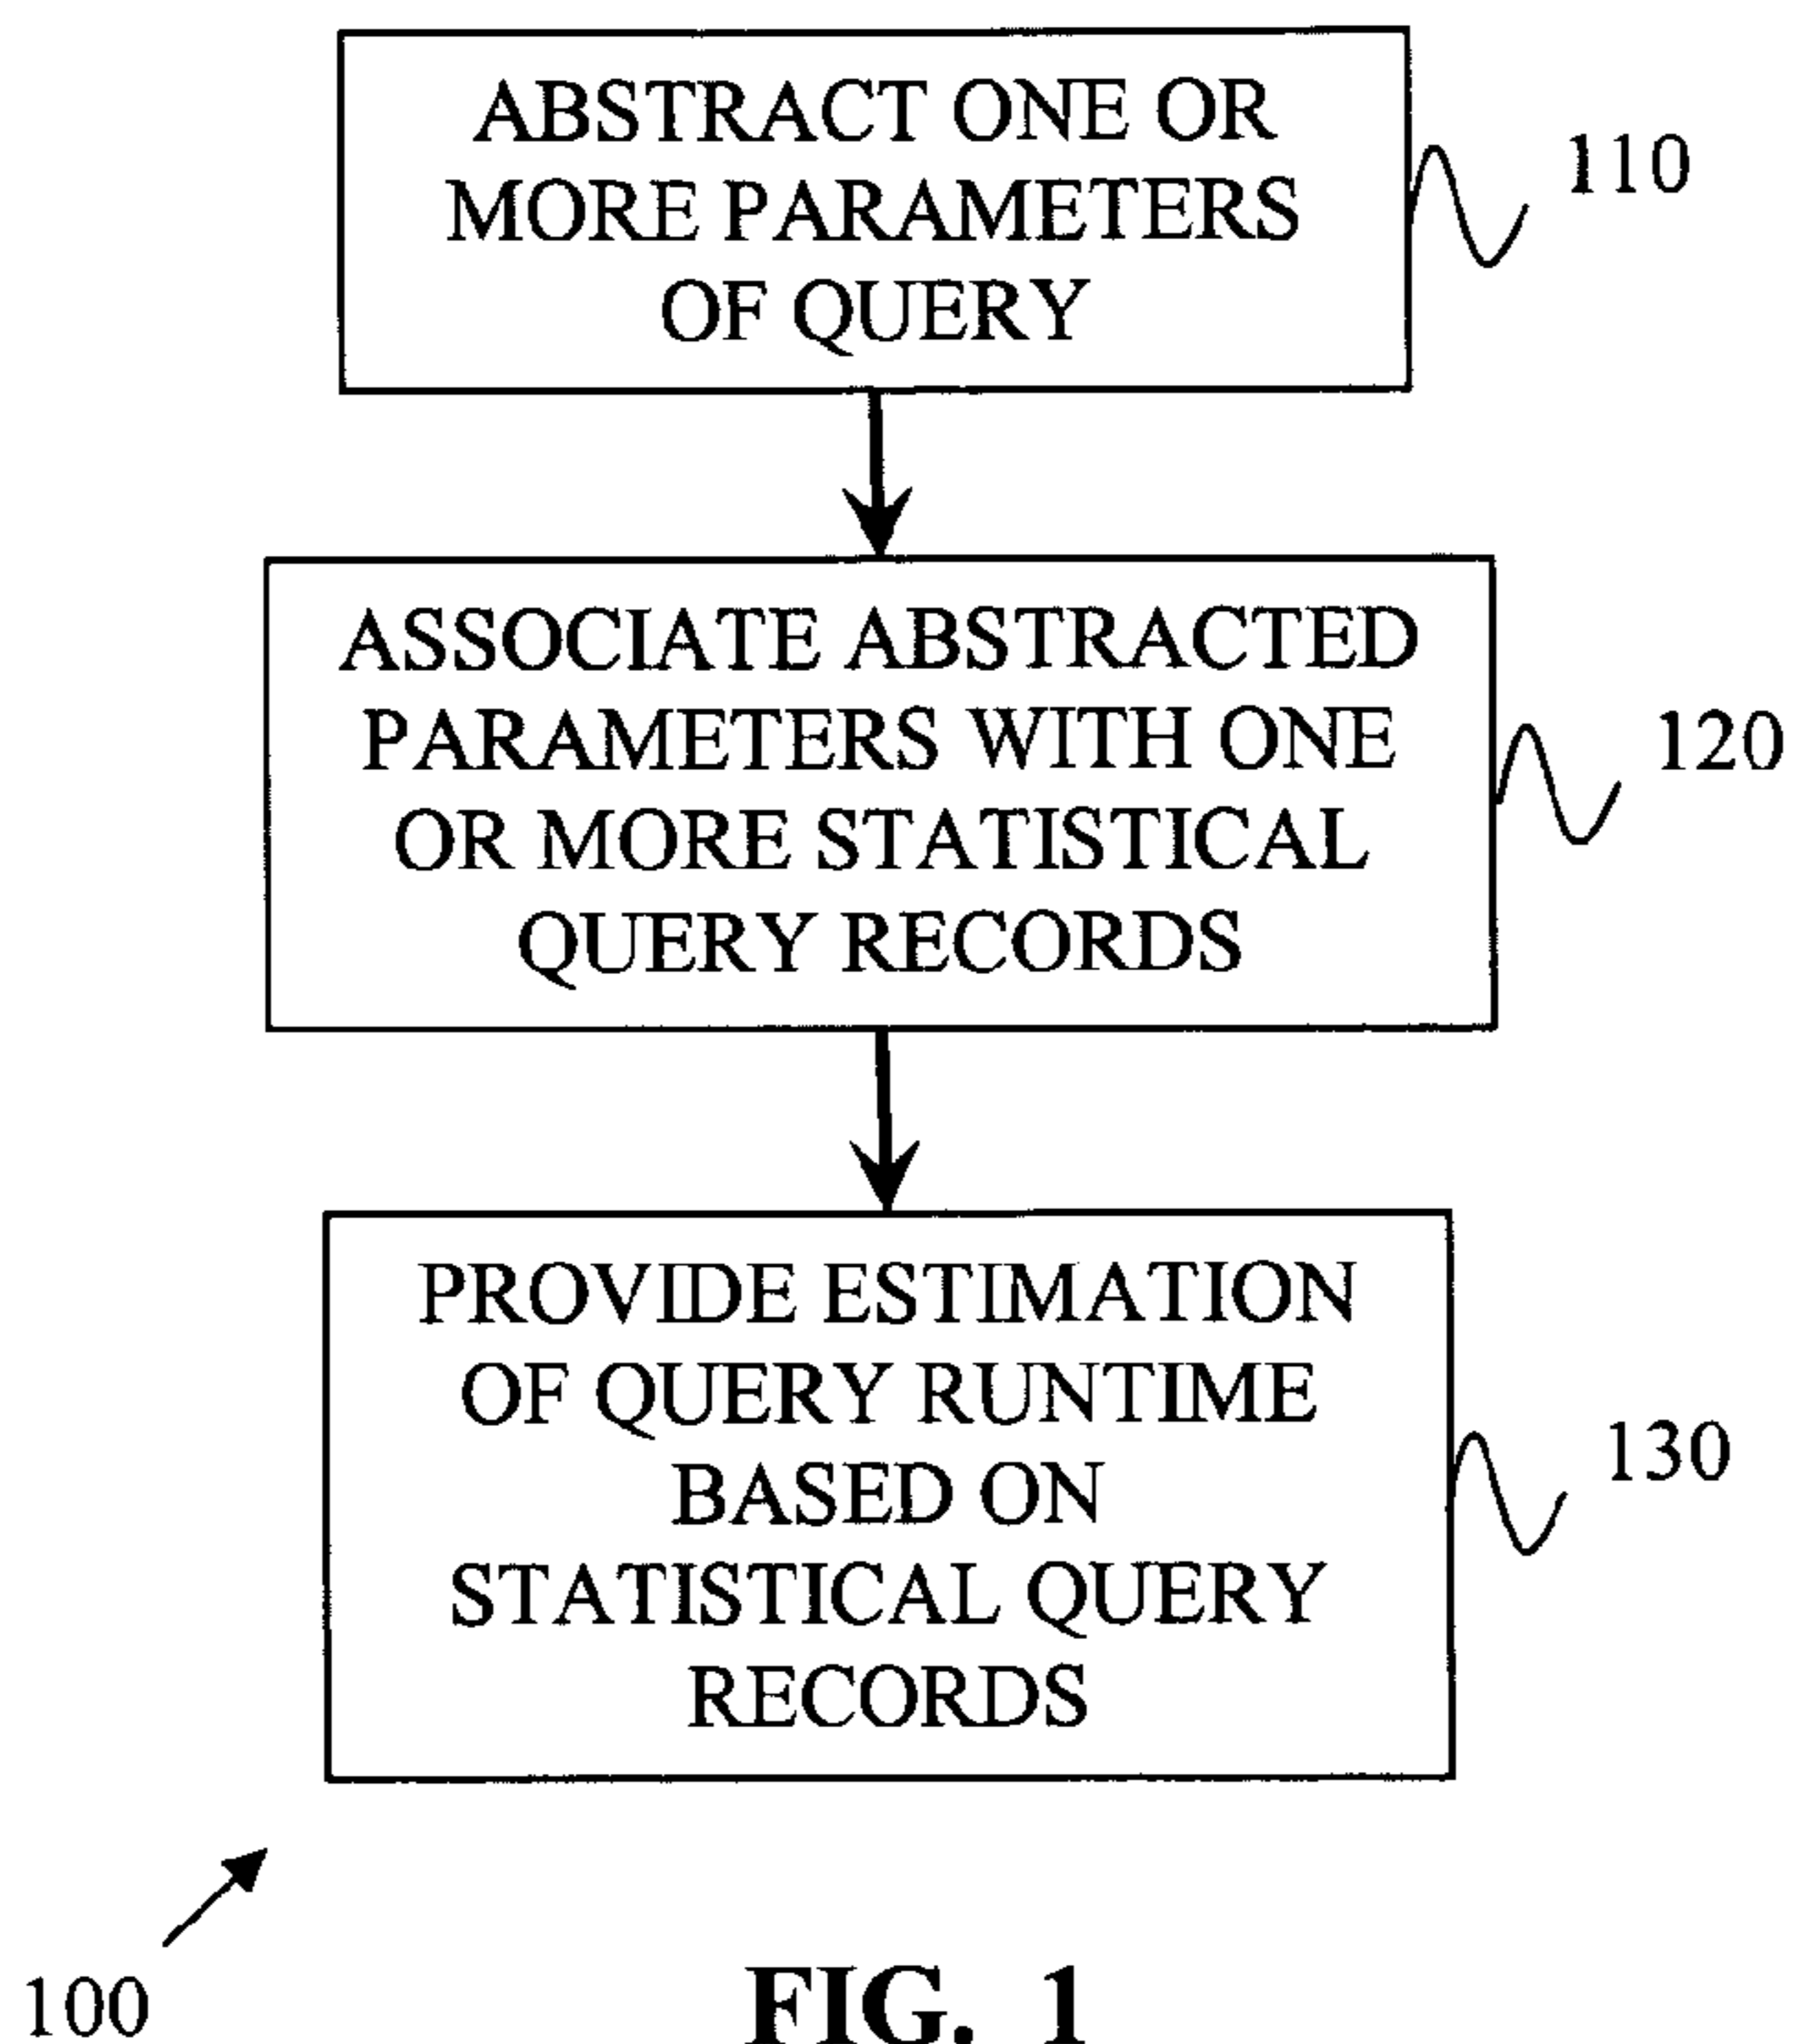 ABSTRACT ONE OR
MORE PARAMETERS
OF QUERY
110
ASSOCIATE ABSTRACTED
PARAMETERS WITH ONE
OR MORE STATISTICAL
QUERY RECORDS
120
PROVIDE ESTIMATION
OF QUERY RUNTIME
BASED ON
STATISTICAL QUERY
RECORDS
130
100
FIG. 1